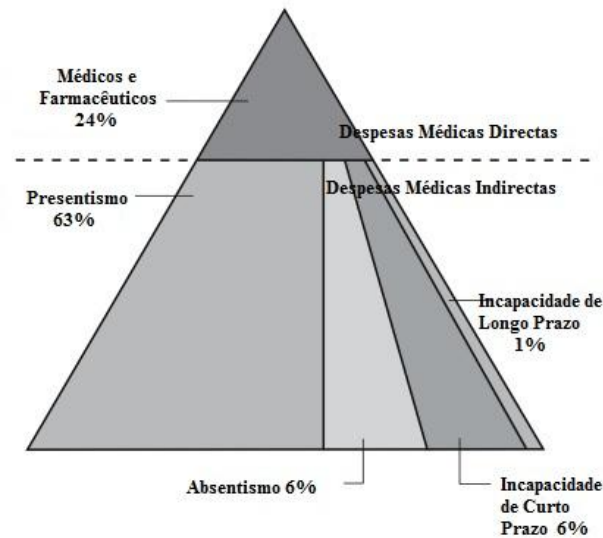 Médicos e
Farmacêuticos
24%
Despesas Médicas Directas
Despesas Médicas Indirectas
Presentismo
63%
Incapacidade de
Longo Prazo
1%
Absentismo 6%
Incapacidade
de Curto
Prazo 6%